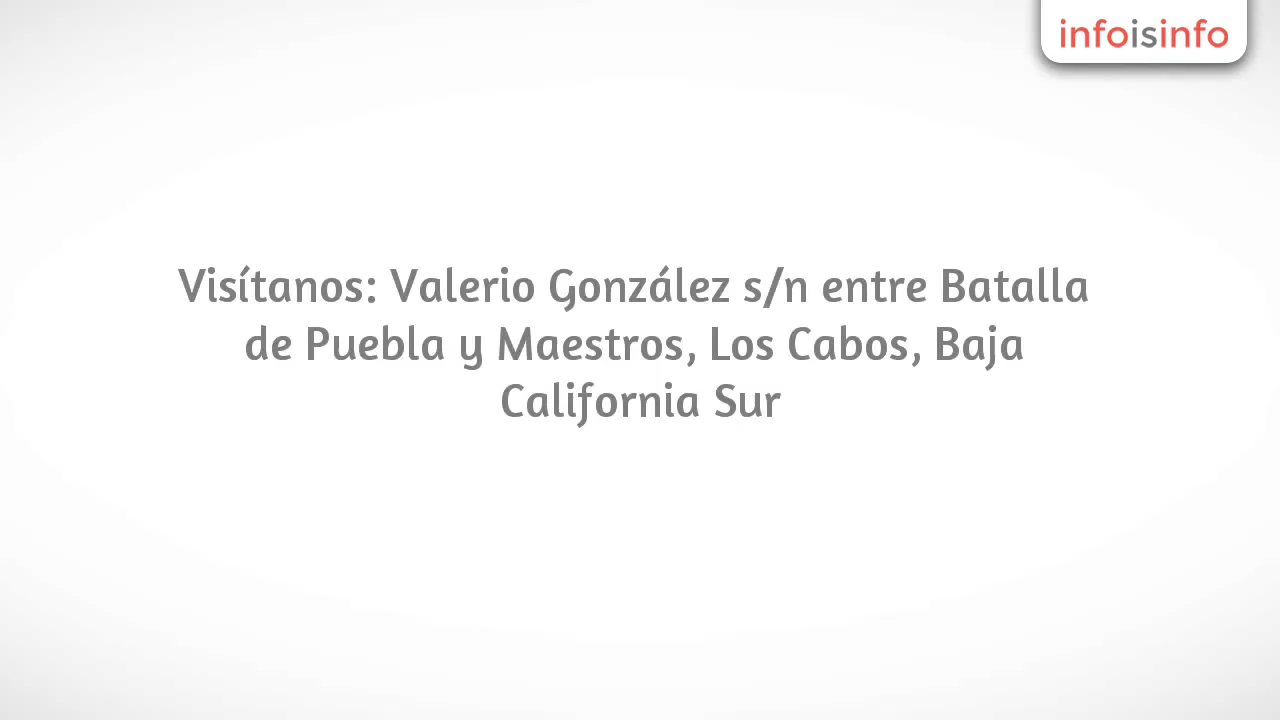 infoisinfo
Visítanos: Valerio González s/n entre Batalla
de Puebla y Maestros, Los Cabos, Baja
California Sur